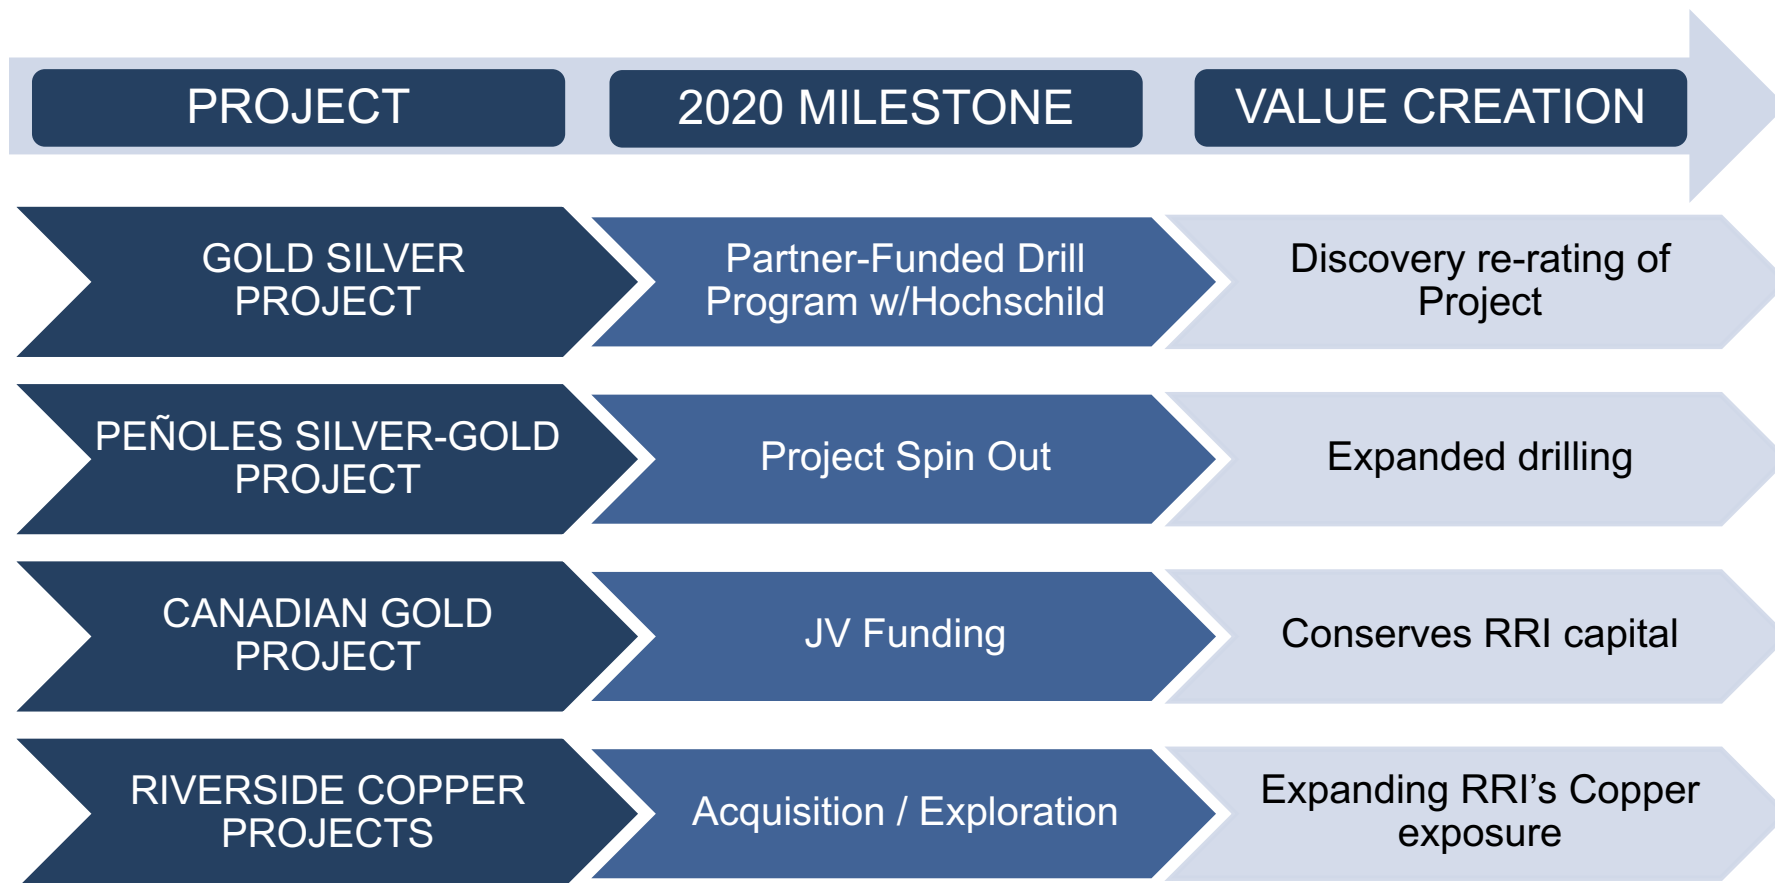 PROJECT
2020 MILESTONE
VALUE CREATION
GOLD SILVER
PROJECT
Partner-Funded Drill
Program w/Hochschild
Discovery re-rating of
Project
PEÑOLES SILVER-GOLD
PROJECT
Project Spin Out
Expanded drilling
CANADIAN GOLD
PROJECT
JV Funding
Conserves RRI capital
RIVERSIDE COPPER
PROJECTS
Acquisition / Exploration
Expanding RRI’s Copper
exposure